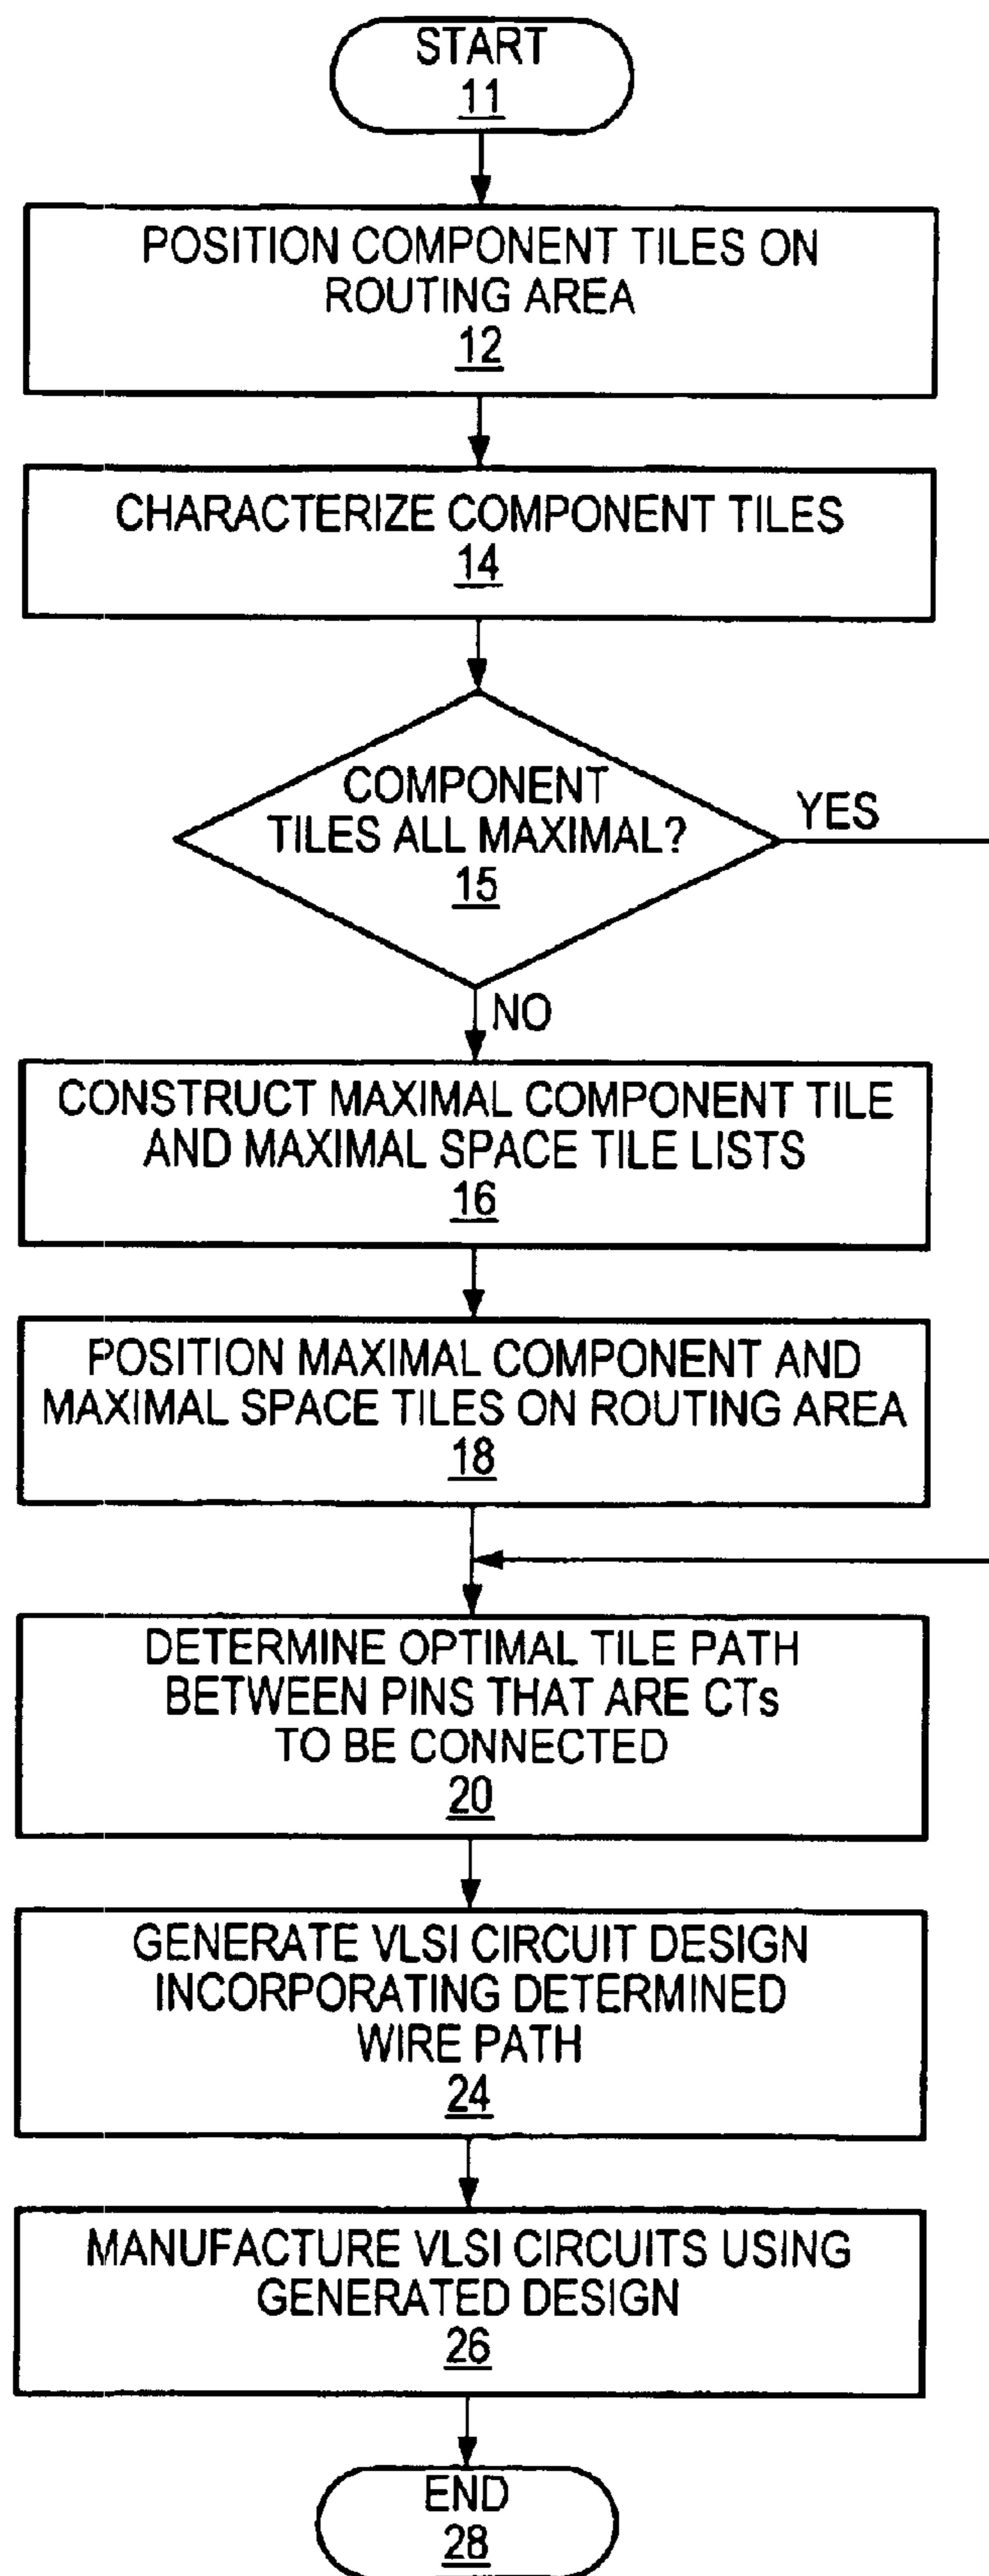 START
11
POSITION COMPONENT TILES ON
ROUTING AREA
12
CHARACTERIZE COMPONENT TILES
14
COMPONENT
TILES ALL MAXIMAL?
15
YES
NO
CONSTRUCT MAXIMAL COMPONENT TILE
AND MAXIMAL SPACE TILE LISTS
16
POSITION MAXIMAL COMPONENT AND
MAXIMAL SPACE TILES ON ROUTING AREA
18
DETERMINE OPTIMAL TILE PATH
BETWEEN PINS THAT ARE CTs
TO BE CONNECTED
20
GENERATE VLSI CIRCUIT DESIGN
INCORPORATING DETERMINED
WIRE PATH
24
MANUFACTURE VLSI CIRCUITS USING
GENERATED DESIGN
26
END
28